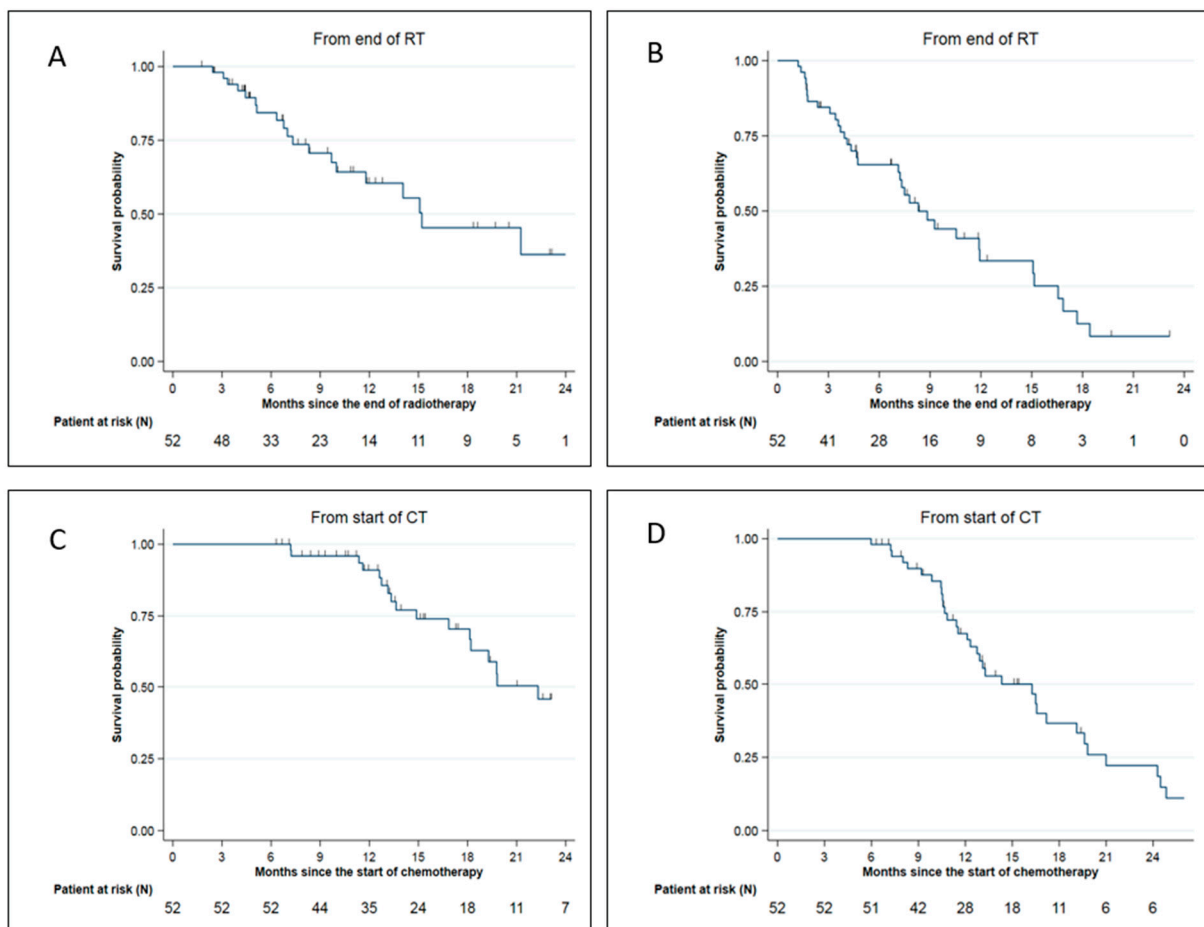 A
From end of RT
Survival probability
1.00
0.75
0.50
0.25
0.00
0 3 6 9 12 15 18 21 24
Months since the end of radiotherapy
Patient at risk (N)
52 48 33 23 14 11 9 5 1
B
From end of RT
Survival probability
1.00
0.75
0.50
0.25
0.00
0 3 6 9 12 15 18 21 24
Months since the end of radiotherapy
Patient at risk (N)
52 41 28 16 9 8 3 1 0
C
From start of CT
Survival probability
1.00
0.75
0.50
0.25
0.00
0 3 6 9 12 15 18 21 24
Months since the start of chemotherapy
Patient at risk (N)
52 52 52 44 35 24 18 11 7
D
From start of CT
Survival probability
1.00
0.75
0.50
0.25
0.00
0 3 6 9 12 15 18 21 24
Months since the start of chemotherapy
Patient at risk (N)
52 52 51 42 28 18 11 6 6